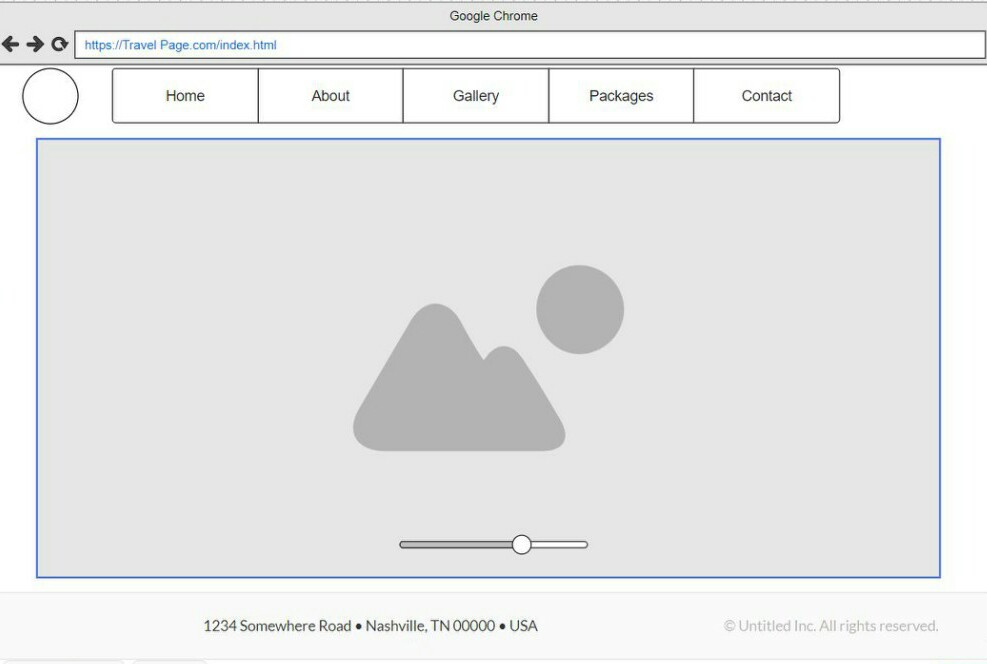 Google Chrome
https://Travel Page.com/index.html
Home About Gallery Packages Contact
1234 Somewhere Road • Nashville, TN 00000 • USA © Untitled Inc. All rights reserved.